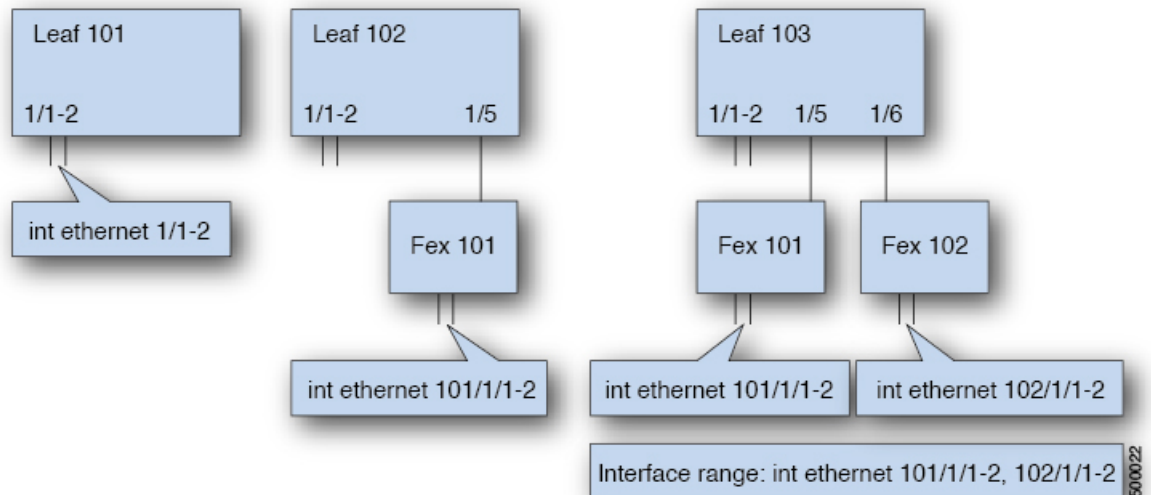 Leaf 101
1/1-2
int ethernet 1/1-2
Leaf 102
1/1-2 1/5
Fex 101
int ethernet 101/1/1-2
Leaf 103
1/1-2 1/5 1/6
Fex 101 Fex 102
int ethernet 101/1/1-2 int ethernet 102/1/1-2
Interface range: int ethernet 101/1/1-2, 102/1/1-2